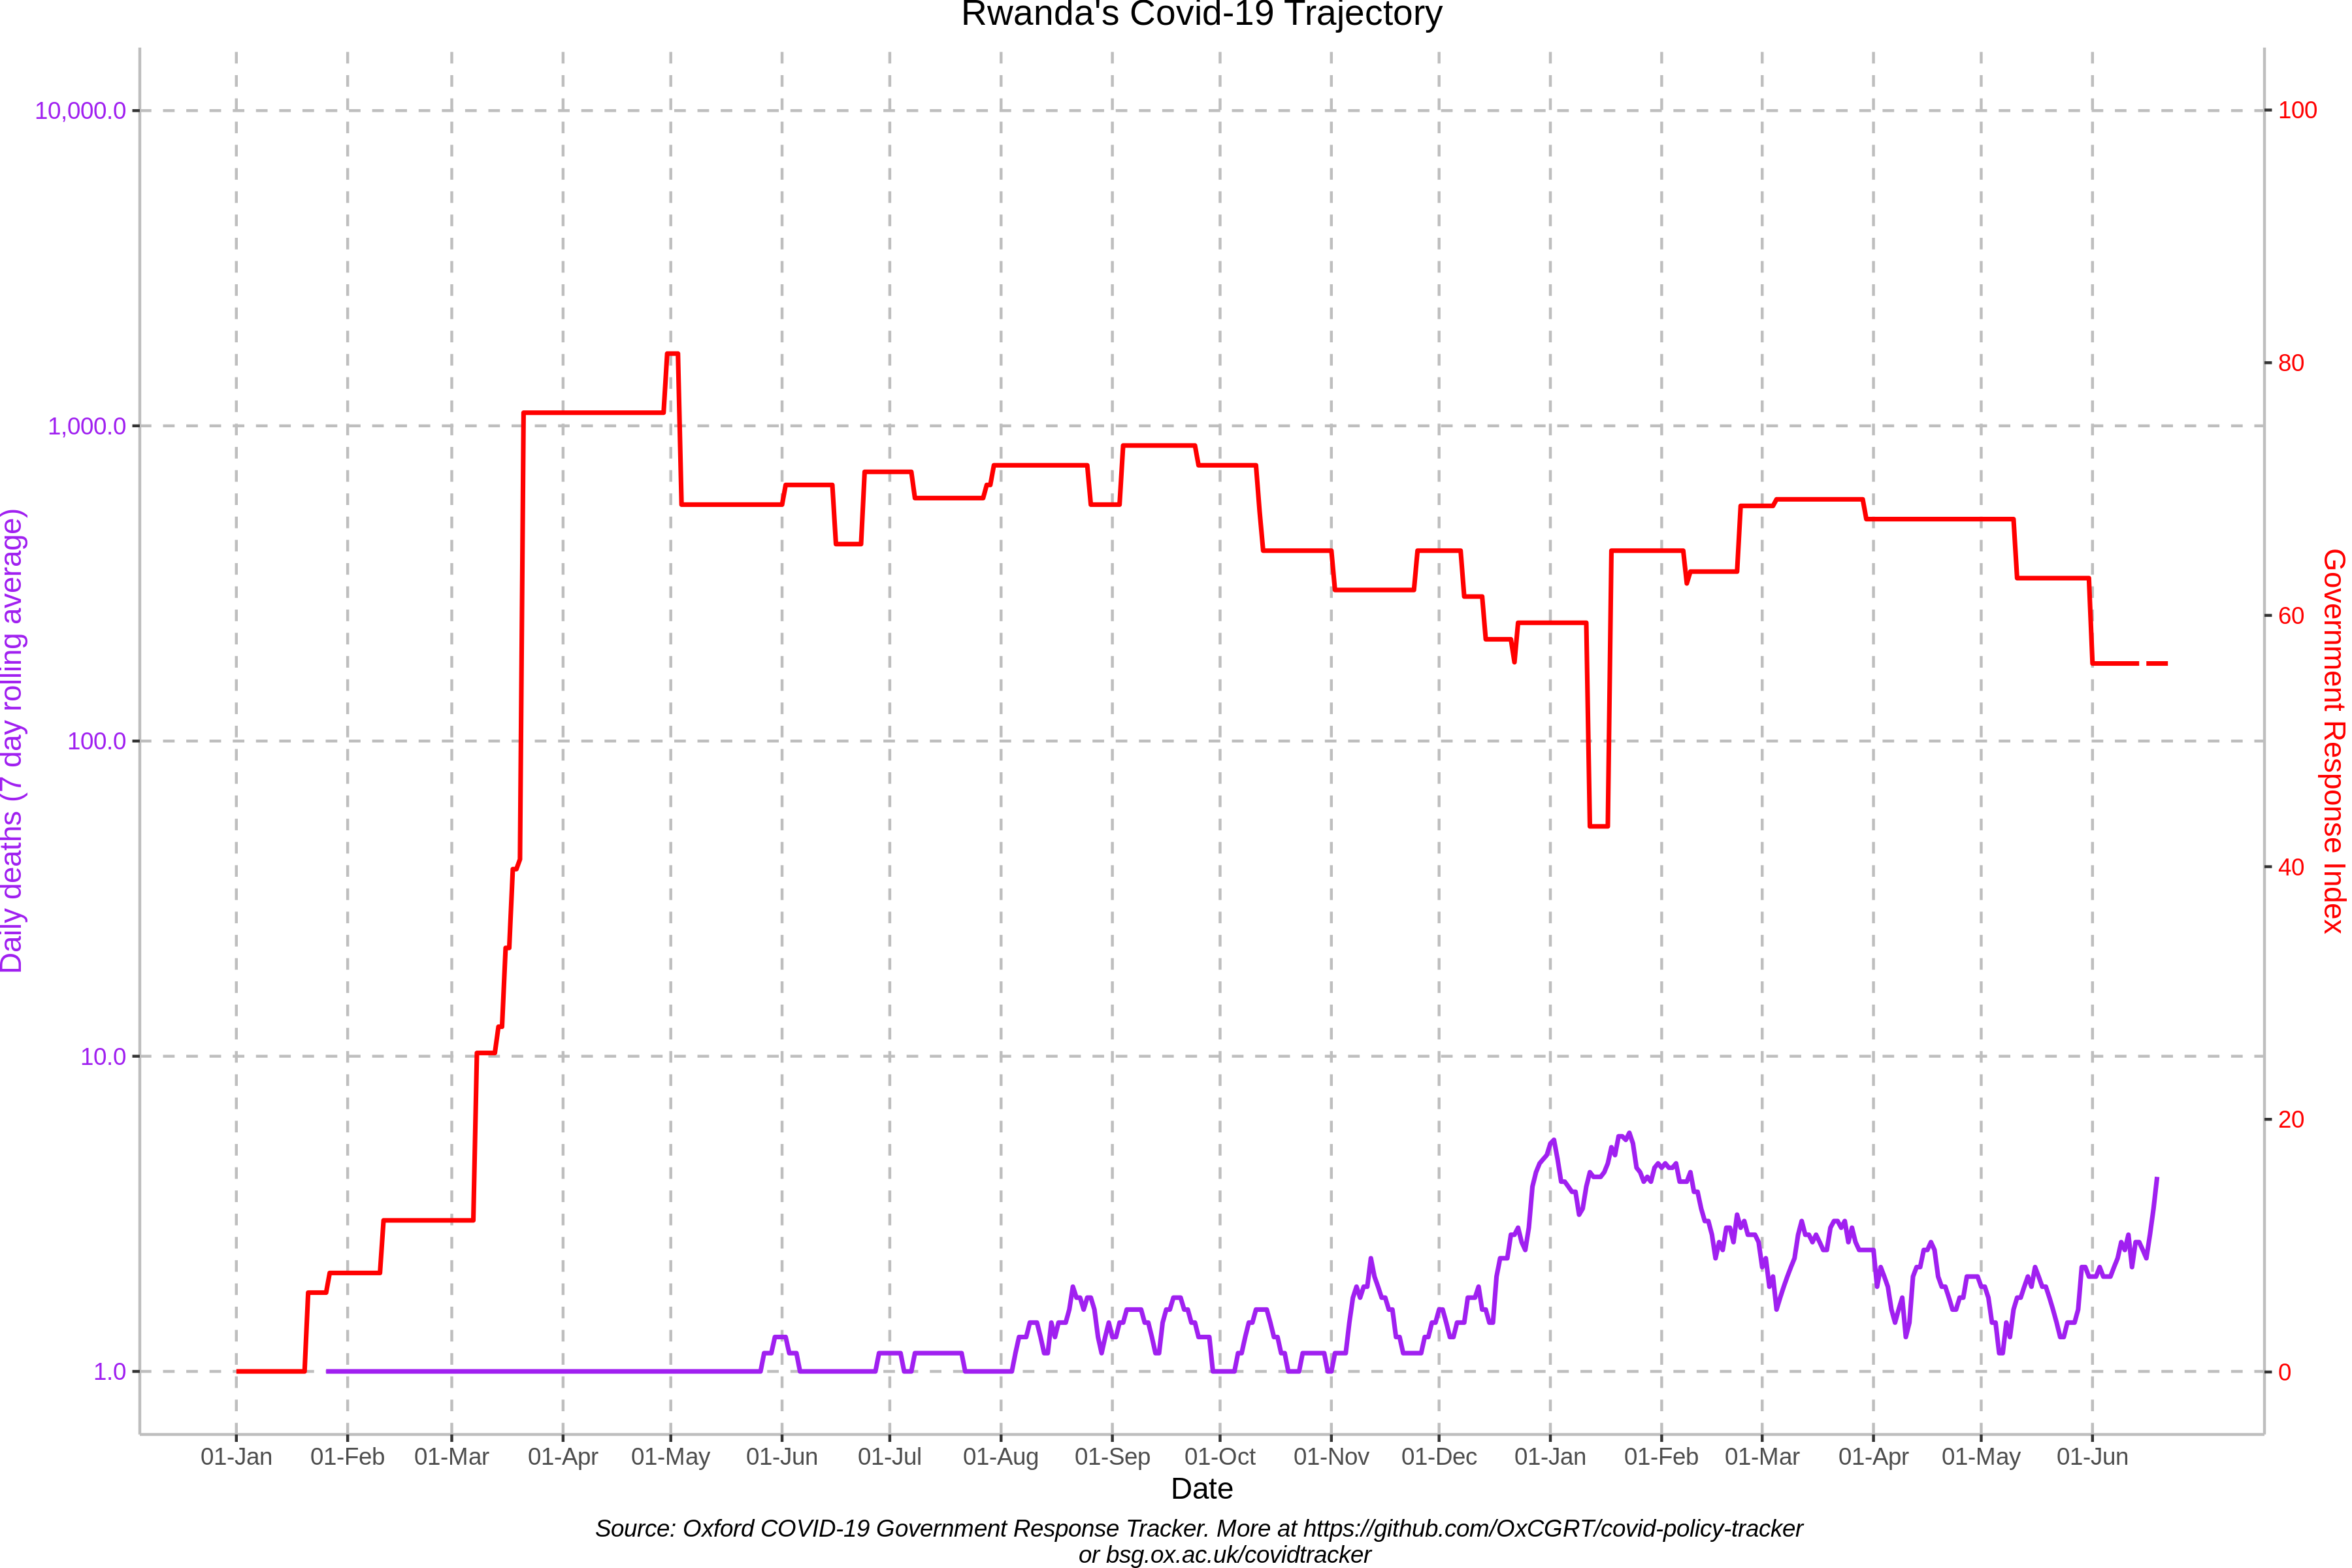 Rwanda's Covid-19 Trajectory
10,000.0
1,000.0
100.0
10.0
1.0
Daily deaths (7 day rolling average)
100
80
60
40
20
0
Government Response Index
01-Jan 01-Feb 01-Mar 01-Apr 01-May 01-Jun 01-Jul 01-Aug 01-Sep 01-Oct 01-Nov 01-Dec 01-Jan 01-Feb 01-Mar 01-Apr 01-May 01-Jun
Date
Source: Oxford COVID-19 Government Response Tracker. More at https://github.com/OxCGRT/covid-policy-tracker
or bsg.ox.ac.uk/covidtracker